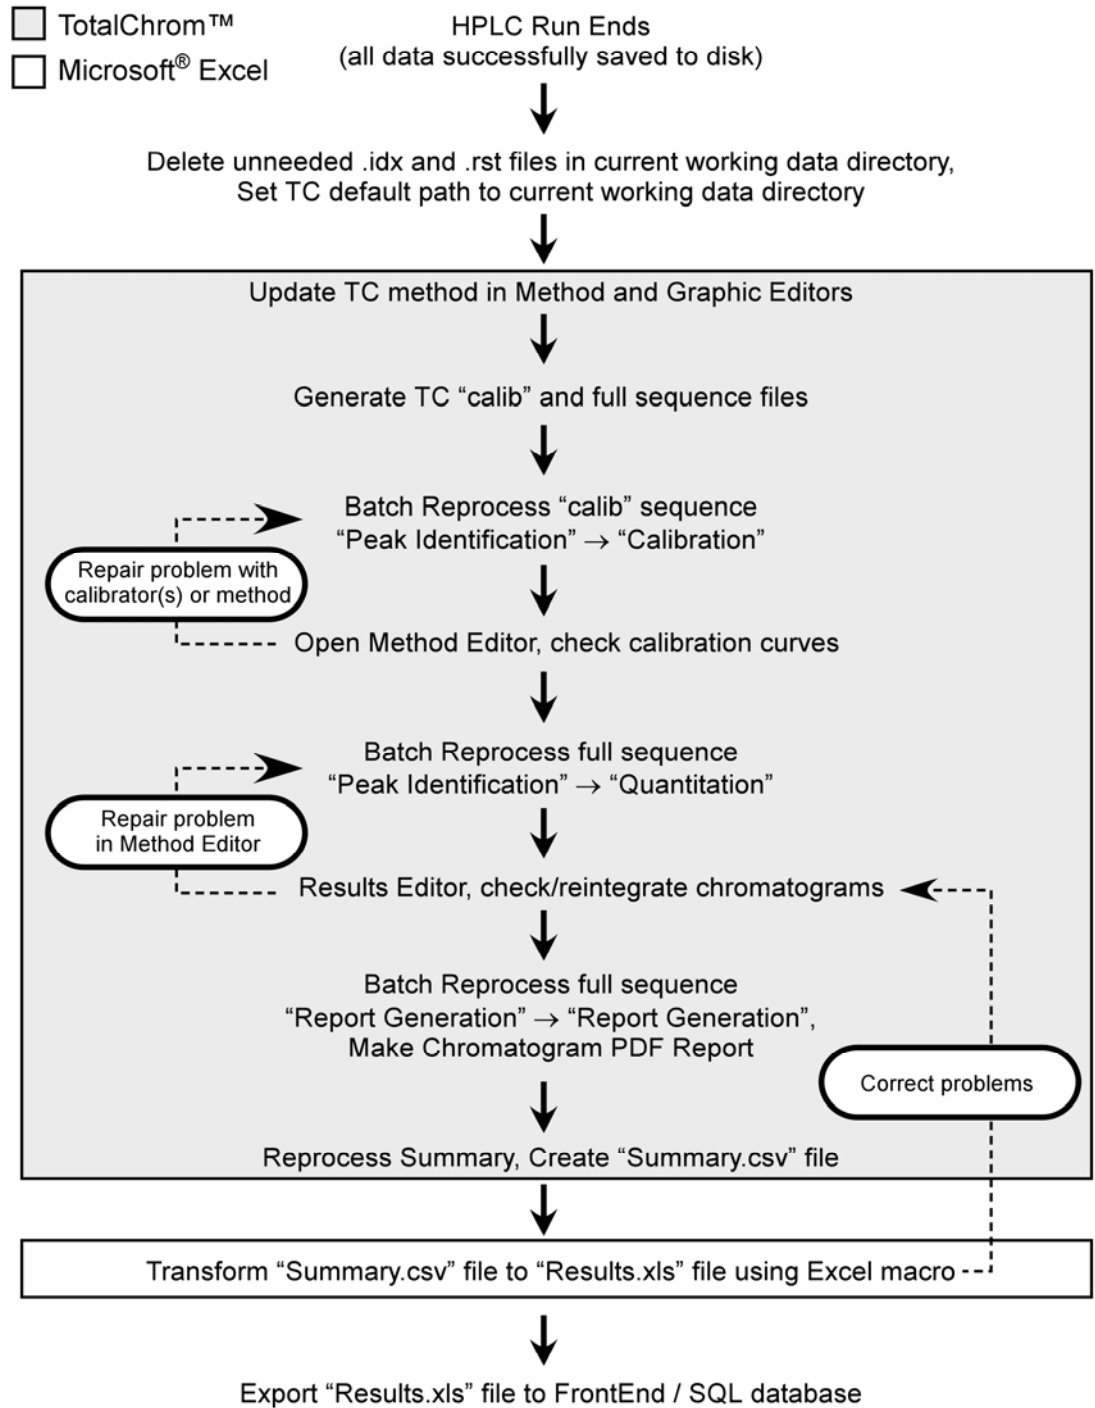 TotalChrom™
Microsoft® Excel
HPLC Run Ends
(all data successfully saved to disk)
Delete unneeded .idx and .rst files in current working data directory,
Set TC default path to current working data directory
Update TC method in Method and Graphic Editors
Generate TC “calib” and full sequence files
Batch Reprocess “calib” sequence
“Peak Identification” → “Calibration”
Repair problem with
calibrator(s) or method
Open Method Editor, check calibration curves
Batch Reprocess full sequence
“Peak Identification” → “Quantitation”
Repair problem
in Method Editor
Results Editor, check/reintegrate chromatograms
Batch Reprocess full sequence
“Report Generation” → “Report Generation”,
Make Chromatogram PDF Report
Correct problems
Reprocess Summary, Create “Summary.csv” file
Transform “Summary.csv” file to “Results.xls” file using Excel macro
Export “Results.xls” file to FrontEnd / SQL database